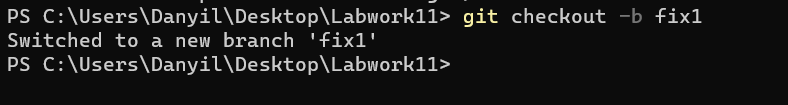 PS C:\Users\Danyil\Desktop\Labwork11> git checkout -b fix1
Switched to a new branch 'fix1'
PS C:\Users\Danyil\Desktop\Labwork11>